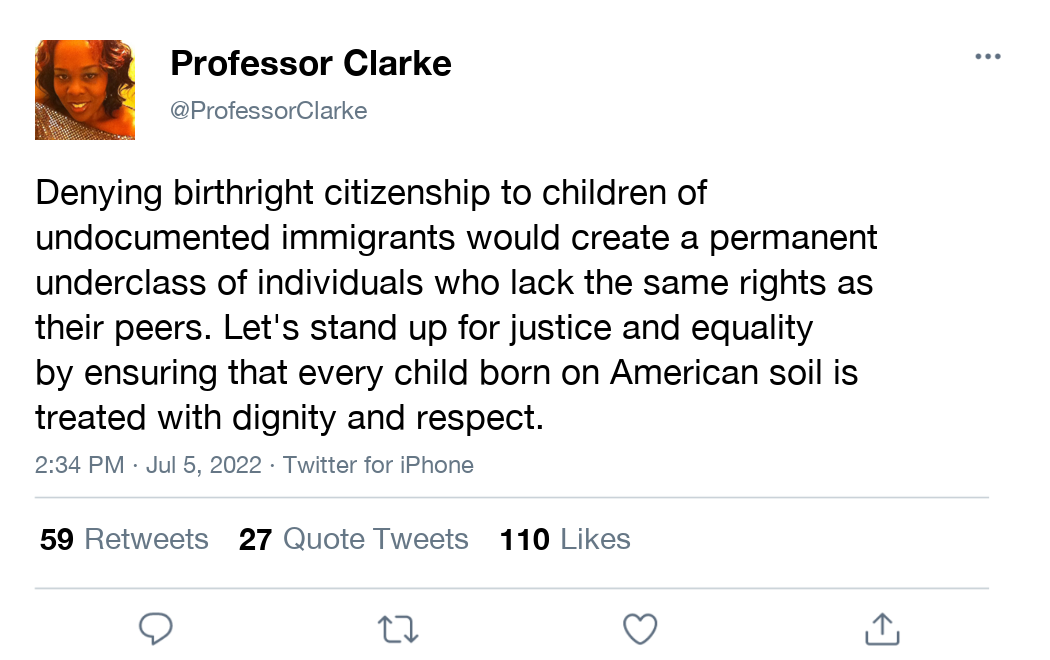 Professor Clarke
@ProfessorClarke
Denying birthright citizenship to children of
undocumented immigrants would create a permanent
underclass of individuals who lack the same rights as
their peers. Let's stand up for justice and equality
by ensuring that every child born on American soil is
treated with dignity and respect.
2:34 PM · Jul 5, 2022 · Twitter for iPhone
59 Retweets 27 Quote Tweets 110 Likes